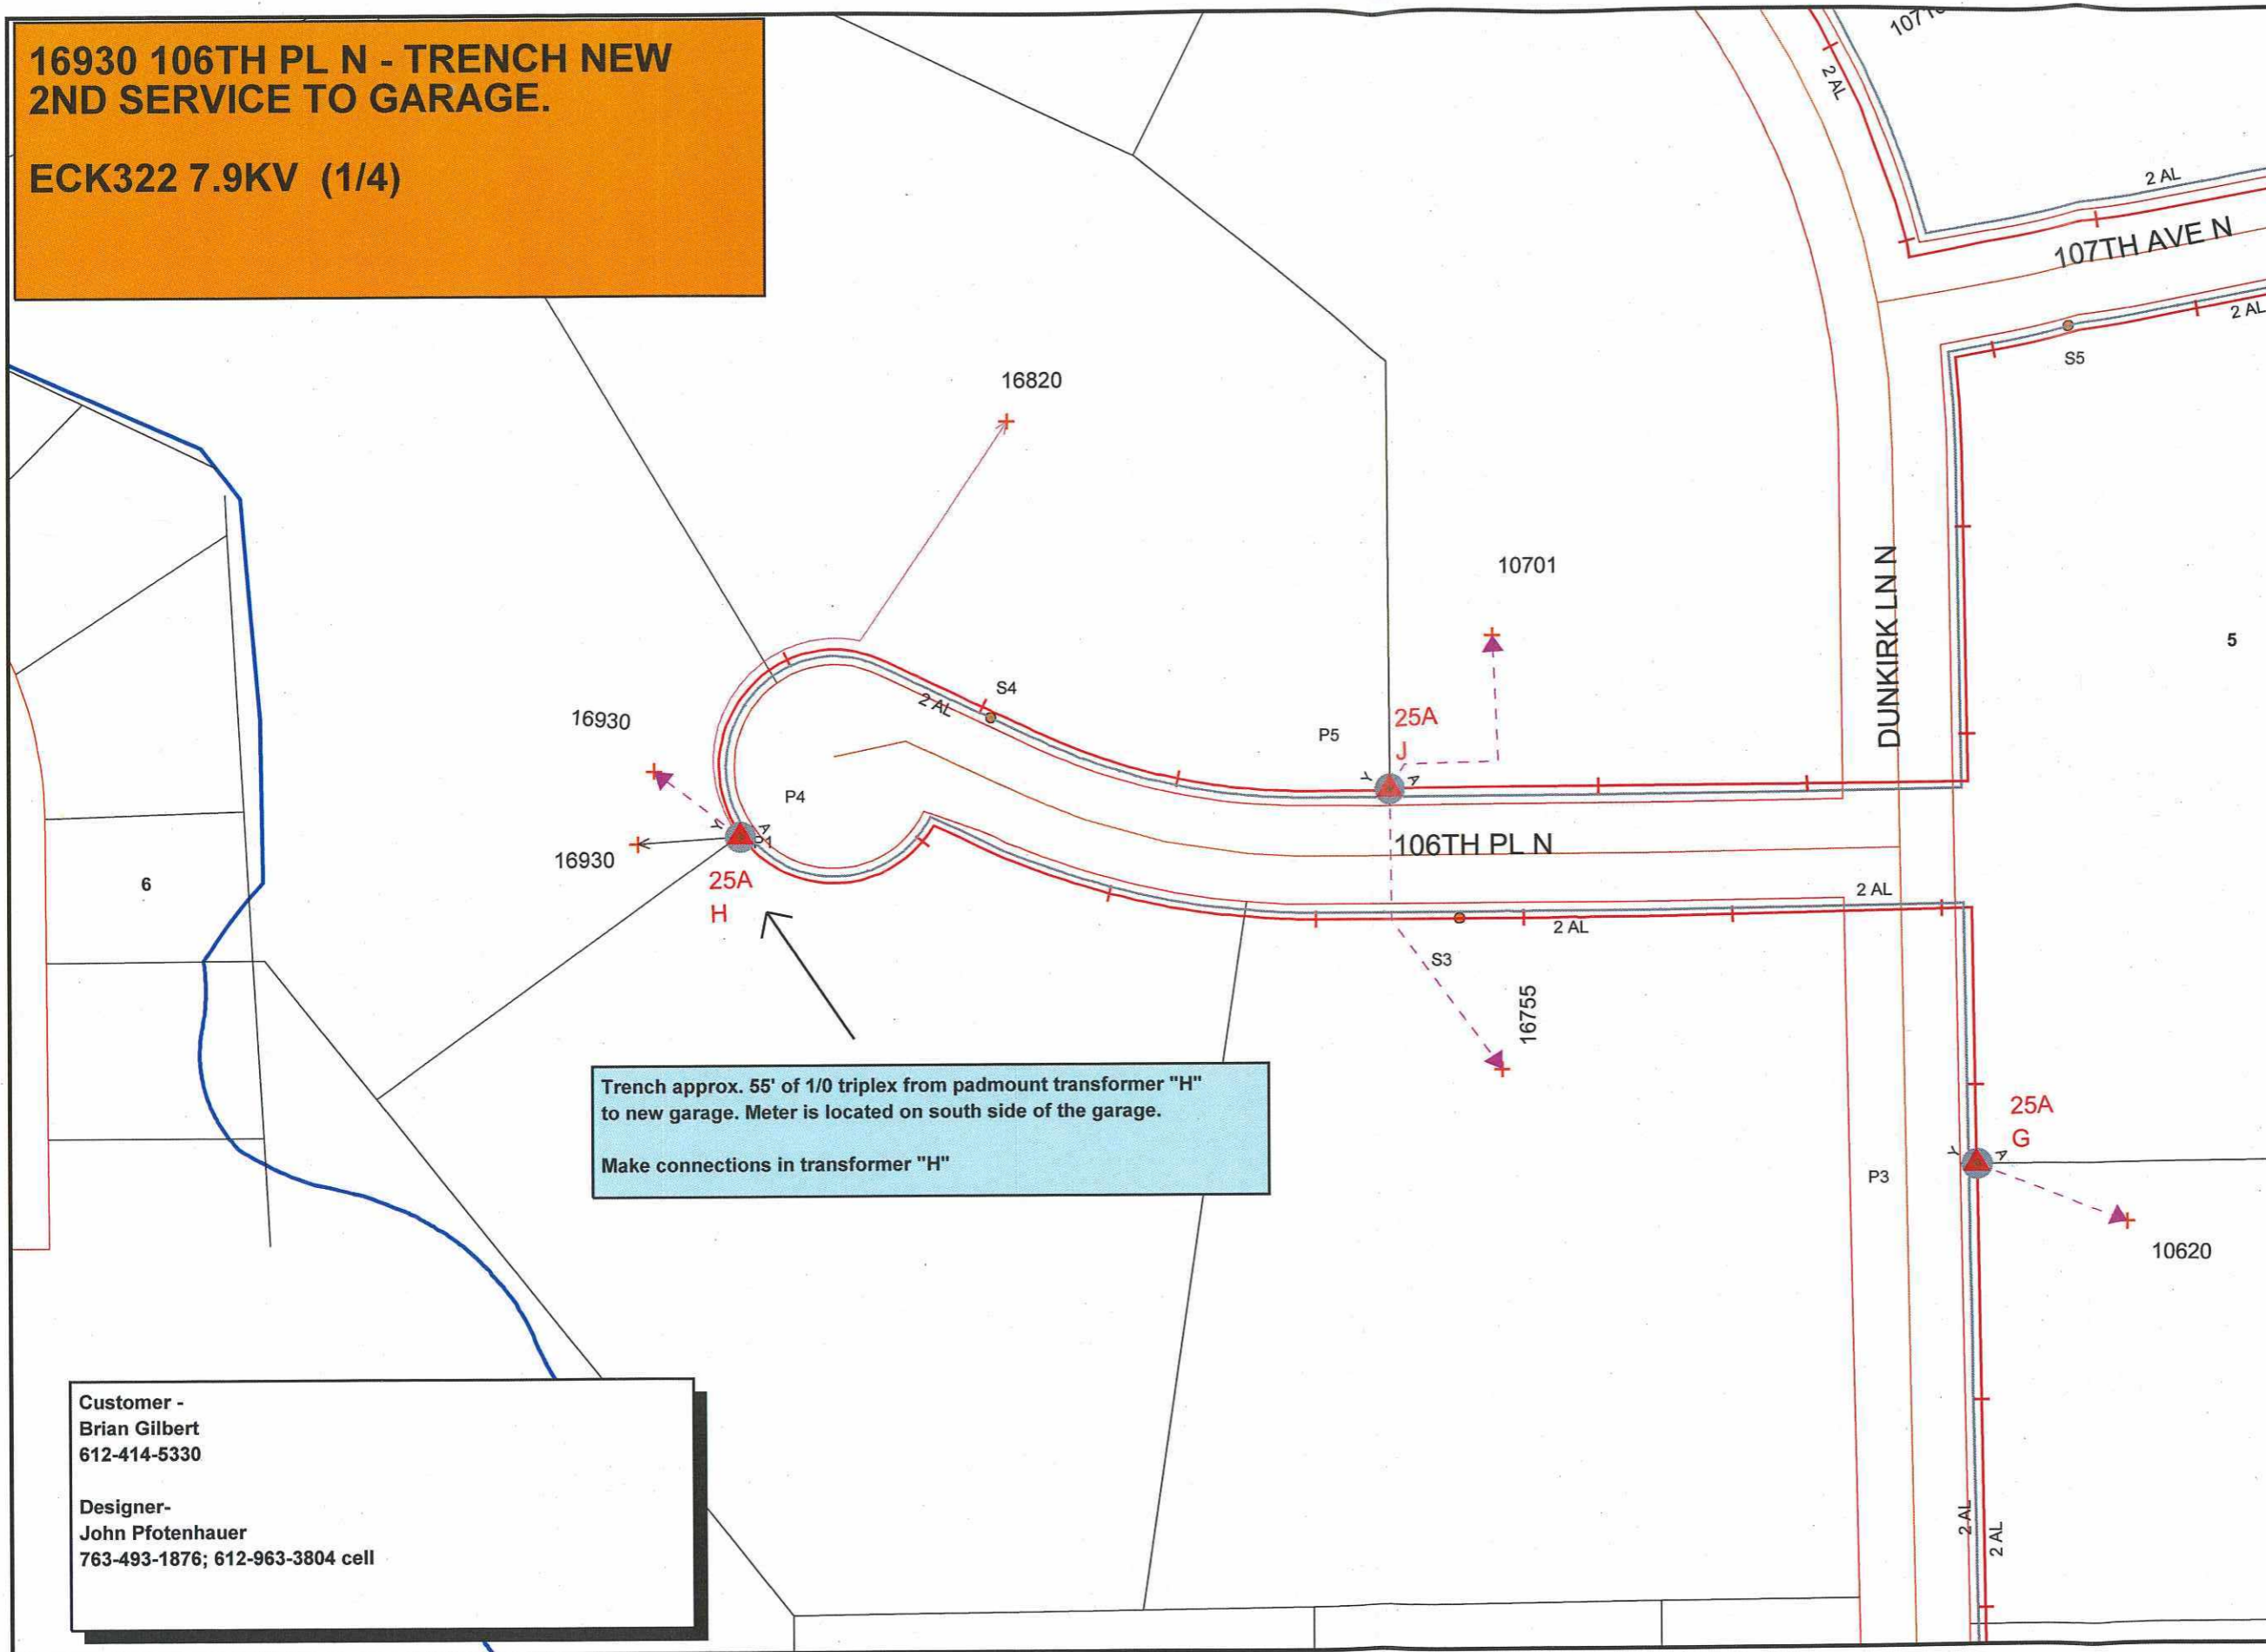 16930 106TH PL N - TRENCH NEW
2ND SERVICE TO GARAGE.
ECK322 7.9KV (1/4)
2 AL
2 AL
107TH AVE N
2 AL
S5
16820
10701
DUNKIRK LN N
5
S4
2 AL
16930
25A
J
P5
Y
A
P4
Y
A
16930
25A
H
106TH PL N
6
2 AL
2 AL
S3
16755
Trench approx. 55' of 1/0 triplex from padmount transformer "H"
to new garage. Meter is located on south side of the garage.
Make connections in transformer "H"
25A
G
Y
A
P3
10620
Customer -
Brian Gilbert
612-414-5330
Designer-
John Pfotenhauer
763-493-1876; 612-963-3804 cell
2 AL
2 AL